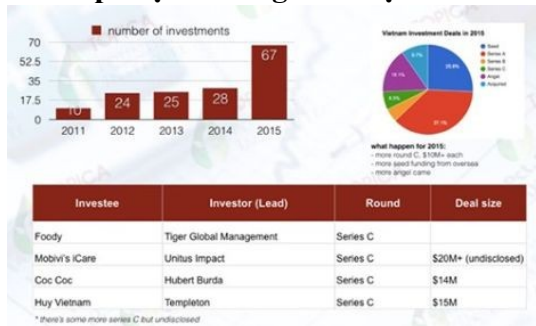 number of investments
70
52.5
35
17.5
0
10
24
25
28
67
2011 2012 2013 2014 2015
Vietnam Investment Deals in 2015
Seed
Series A
Series B
Series C
Angel
Acquired
what happen for 2015:
- more round C, $10M+ each
- more seed funding from oversea
- more angel came
Investee Investor (Lead) Round Deal size
Foody Tiger Global Management Series C
Mobivi's iCare Unitus Impact Series C $20M+ (undisclosed)
Coc Coc Hubert Burda Series C $14M
Huy Vietnam Templeton Series C $15M
* there's some more series C but undisclosed